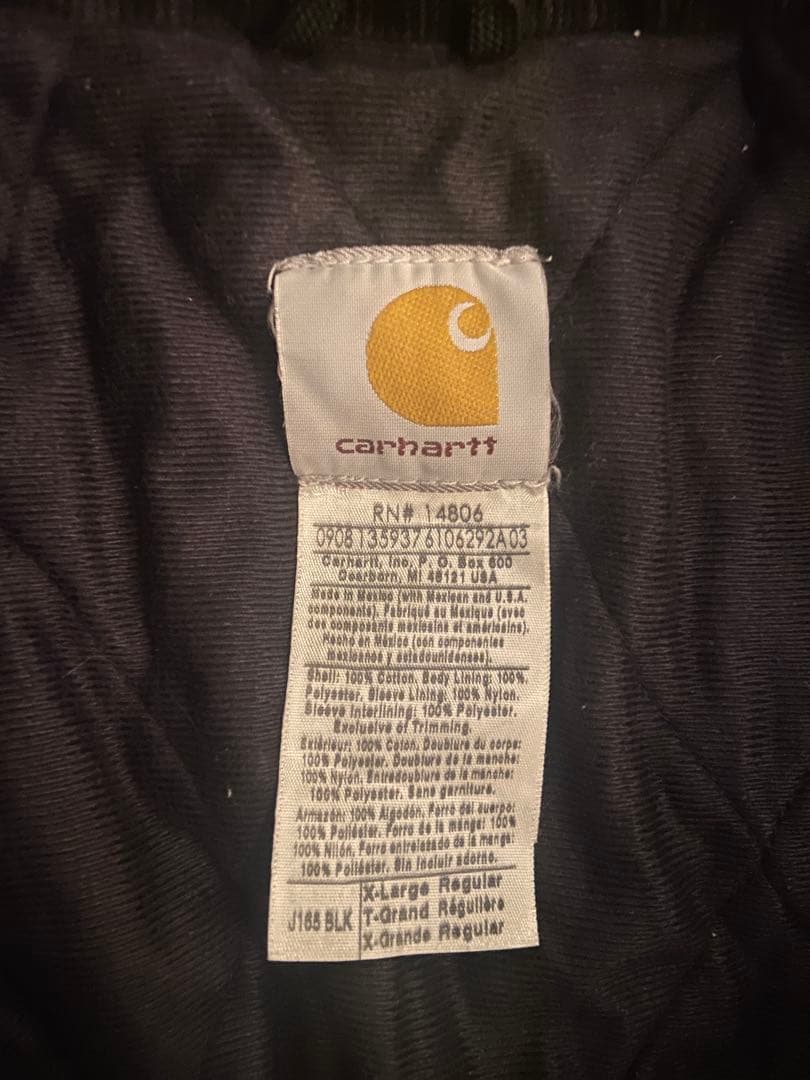 carhartt
RN# 14806
09081359376106292A03
Carhartt, Inc, P. O. Box 600
Dearborn, MI 48121 USA
Made in Mexico (with Mexican and U.S.A.
components). Fabriqué au Mexique (avec
des composants mexicains et américains).
Hecho en México (con componentes
mexicanos y estadounidenses).
Shell: 100% Cotton. Body Lining: 100%
Polyester. Sleeve Lining: 100% Nylon.
Sleeve Interlining: 100% Polyester.
Exclusive of Trimming.
Extérieur: 100% Coton. Doublure du corps:
100% Polyester. Doublure de la manche:
100% Nylon. Entredoublure de la manche:
100% Polyester. Sans garniture.
Armazón: 100% Algodón. Forro del cuerpo:
100% Poliéster. Forro de la manga: 100%
100% Nilón. Forro entrelazado de la manga:
100% Poliéster. Sin incluir adorno.
J165 BLK
X-Large Regular
T-Grand Régulière
X-Grande Regular